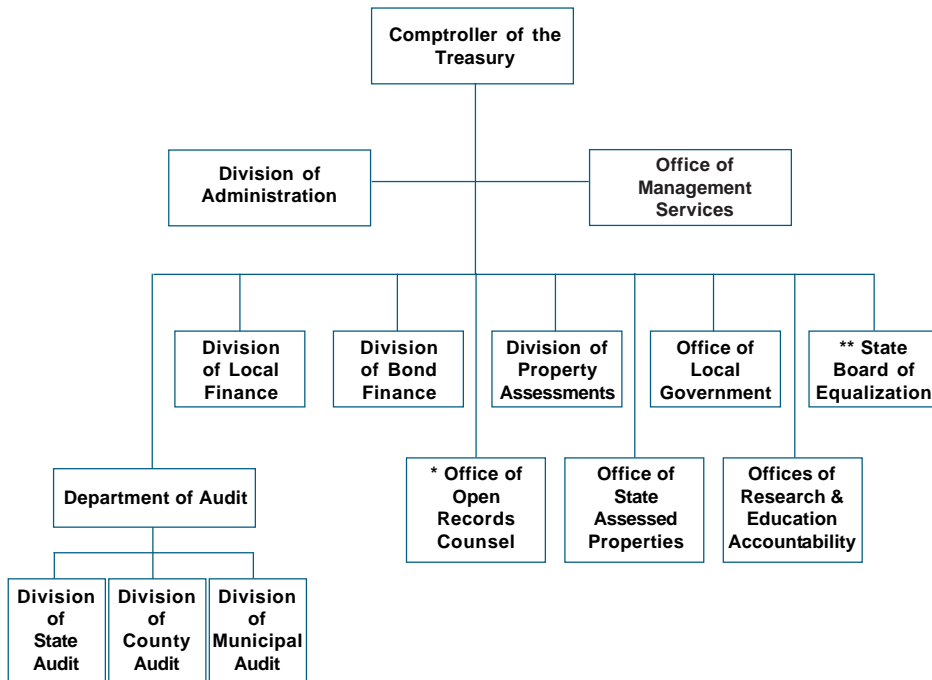 Comptroller of the
Treasury
Division of
Administration
Office of
Management
Services
Division
of Local
Finance
Division
of Bond
Finance
Division of
Property
Assessments
Office of
Local
Government
** State
Board of
Equalization
Department of Audit
* Office of
Open
Records
Counsel
Office of
State
Assessed
Properties
Offices of
Research &
Education
Accountability
Division
of
State
Audit
Division
of
County
Audit
Division
of
Municipal
Audit